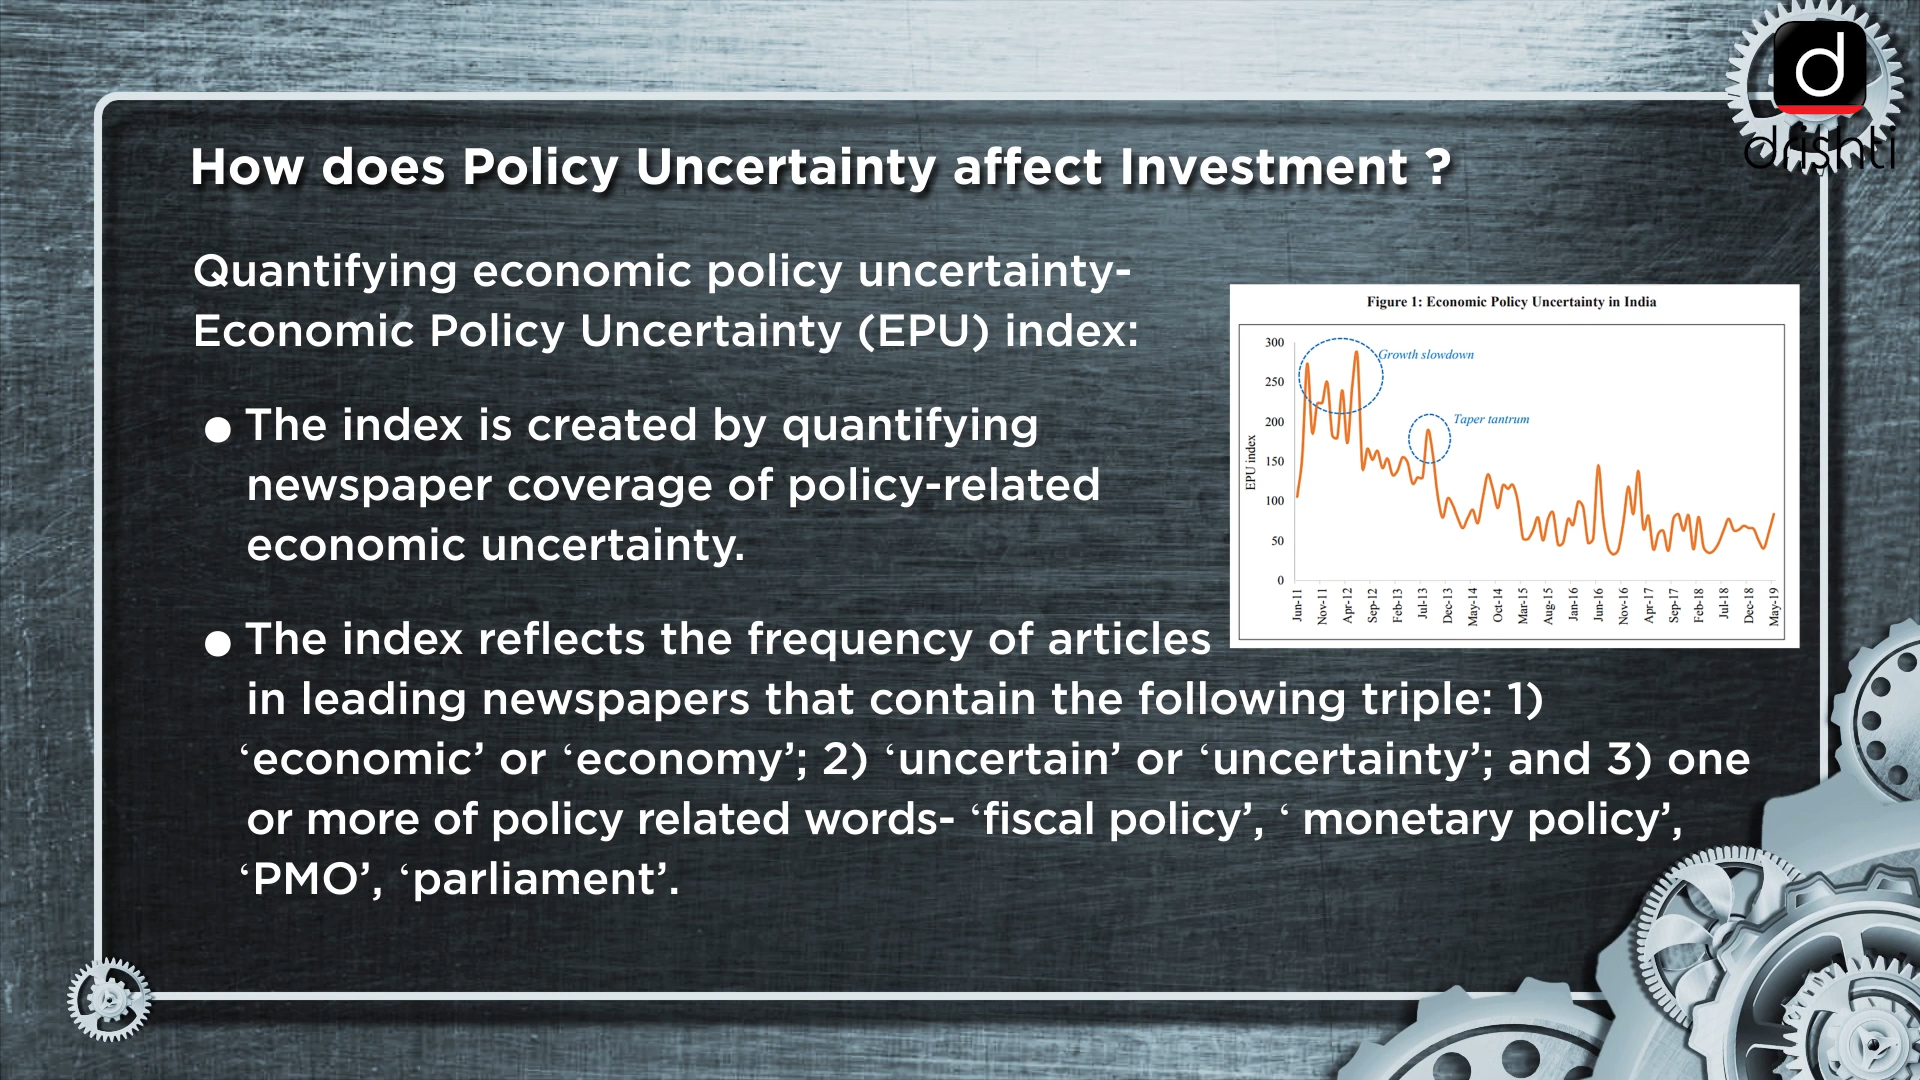 d
drishti
How does Policy Uncertainty affect Investment ?
Quantifying economic policy uncertainty-
Economic Policy Uncertainty (EPU) index:
● The index is created by quantifying
newspaper coverage of policy-related
economic uncertainty.
● The index reflects the frequency of articles
in leading newspapers that contain the following triple: 1)
‘economic’ or ‘economy’; 2) ‘uncertain’ or ‘uncertainty’; and 3) one
or more of policy related words- ‘fiscal policy’, ‘ monetary policy’,
‘PMO’, ‘parliament’.
Figure 1: Economic Policy Uncertainty in India
Growth slowdown
Taper tantrum
EPU index
300
250
200
150
100
50
0
Jun-11
Nov-11
Apr-12
Sep-12
Feb-13
Jul-13
Dec-13
May-14
Oct-14
Mar-15
Aug-15
Jan-16
Jun-16
Nov-16
Apr-17
Sep-17
Feb-18
Jul-18
Dec-18
May-19